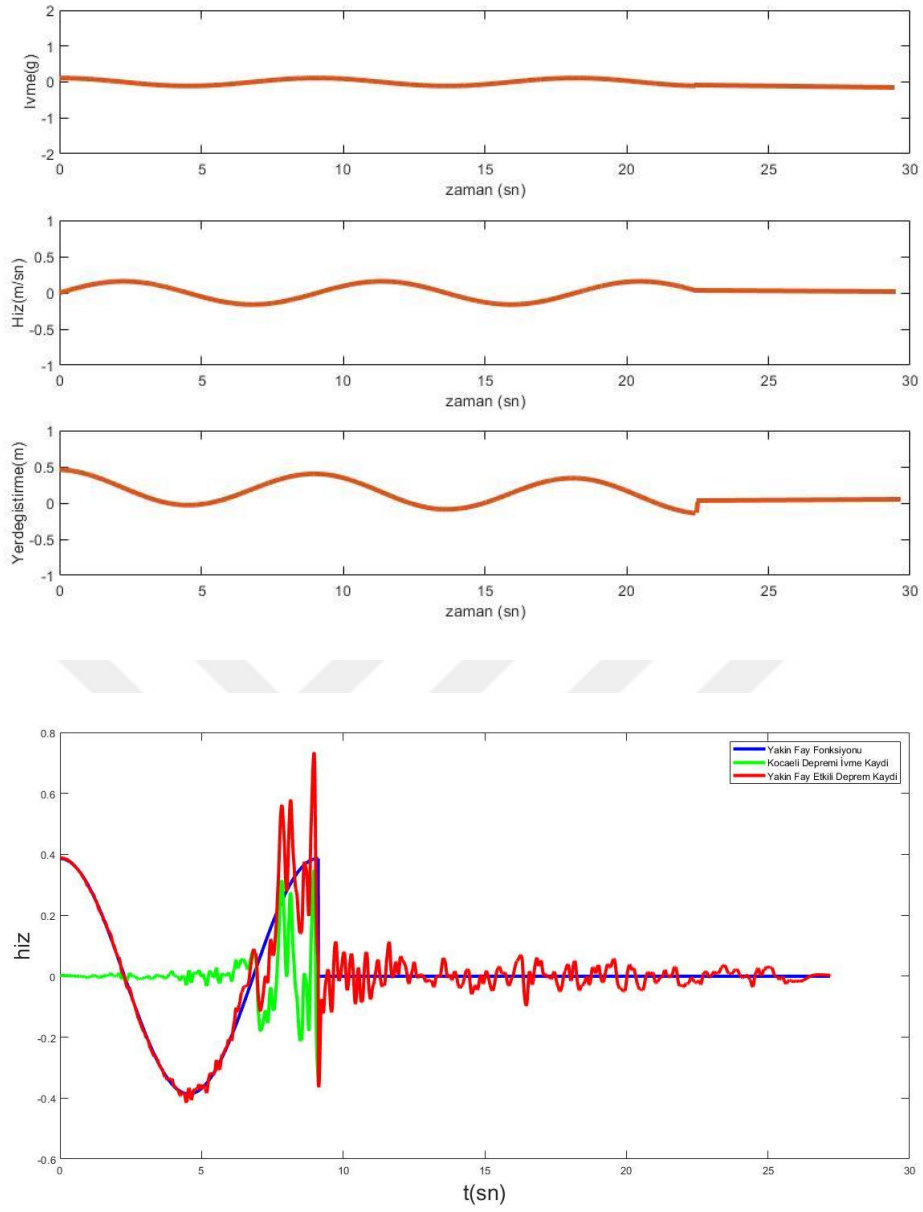 2
1
0
-1
-2
Ivme(g)
0 5 10 15 20 25 30
zaman (sn)
1
0.5
0
-0.5
-1
Hiz(m/sn)
0 5 10 15 20 25 30
zaman (sn)
1
0.5
0
-0.5
-1
Yerdegistirme(m)
0 5 10 15 20 25 30
zaman (sn)
0.8
0.6
0.4
0.2
0
-0.2
-0.4
-0.6
hiz
Yakin Fay Fonksiyonu
Kocaeli Depremi İvme Kaydi
Yakin Fay Etkili Deprem Kaydi
0 5 10 15 20 25 30
t(sn)